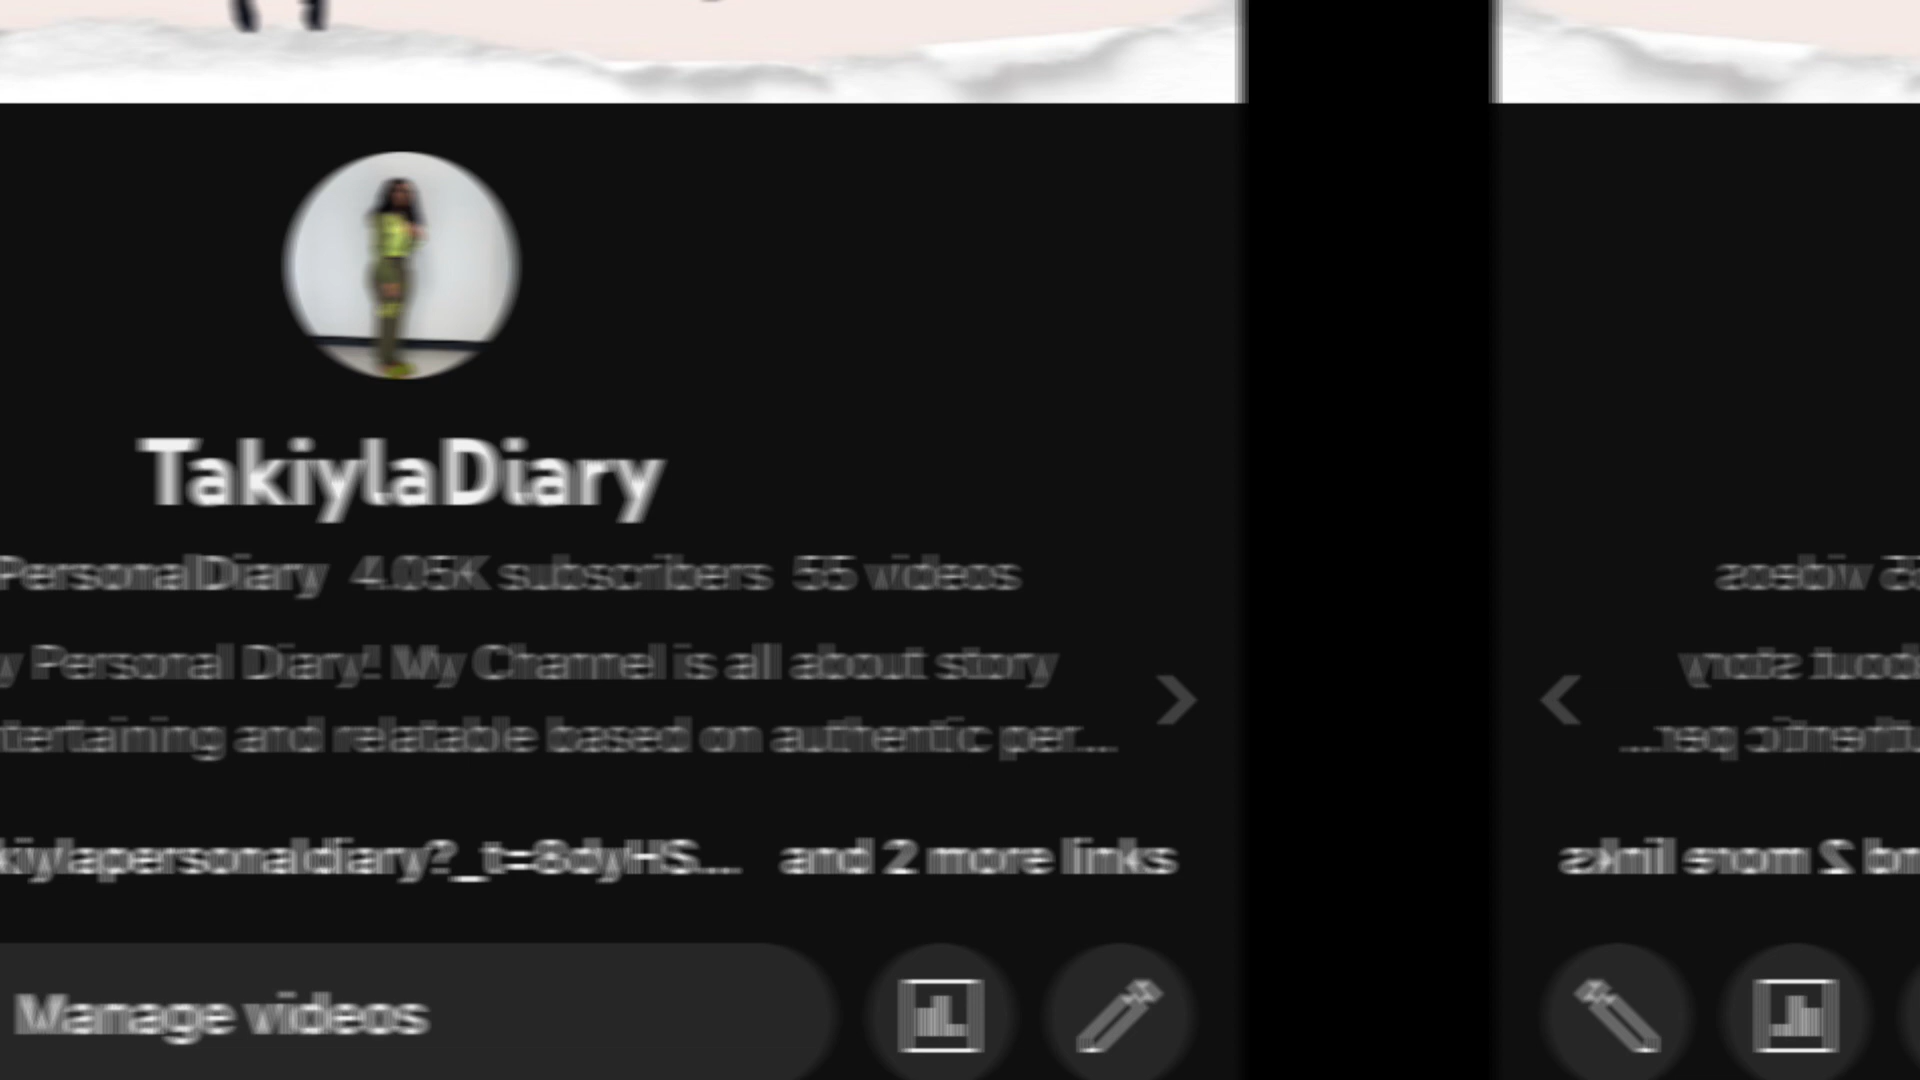 TakiylaDiary
PersonalDiary 4.05K subscribers 55 videos
y Personal Diary! My Channel is all about story
tertaining and relatable based on authentic per...
kiylapersonaldiary?_t=8dyHS... and 2 more links
Manage videos